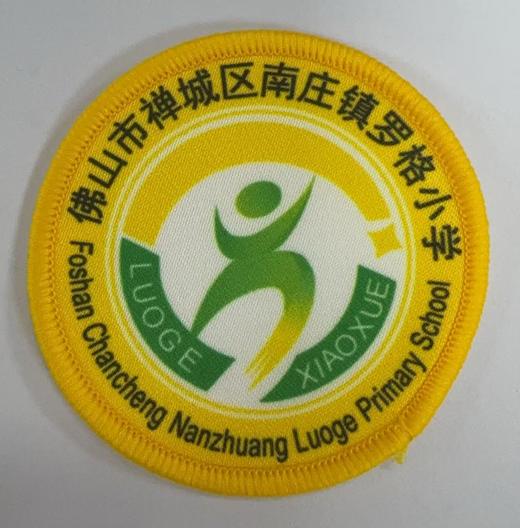 佛山市禅城区南庄镇罗格小学
LUOGE XIAOXUE
Foshan Chancheng Nanzhuang Luoge Primary School